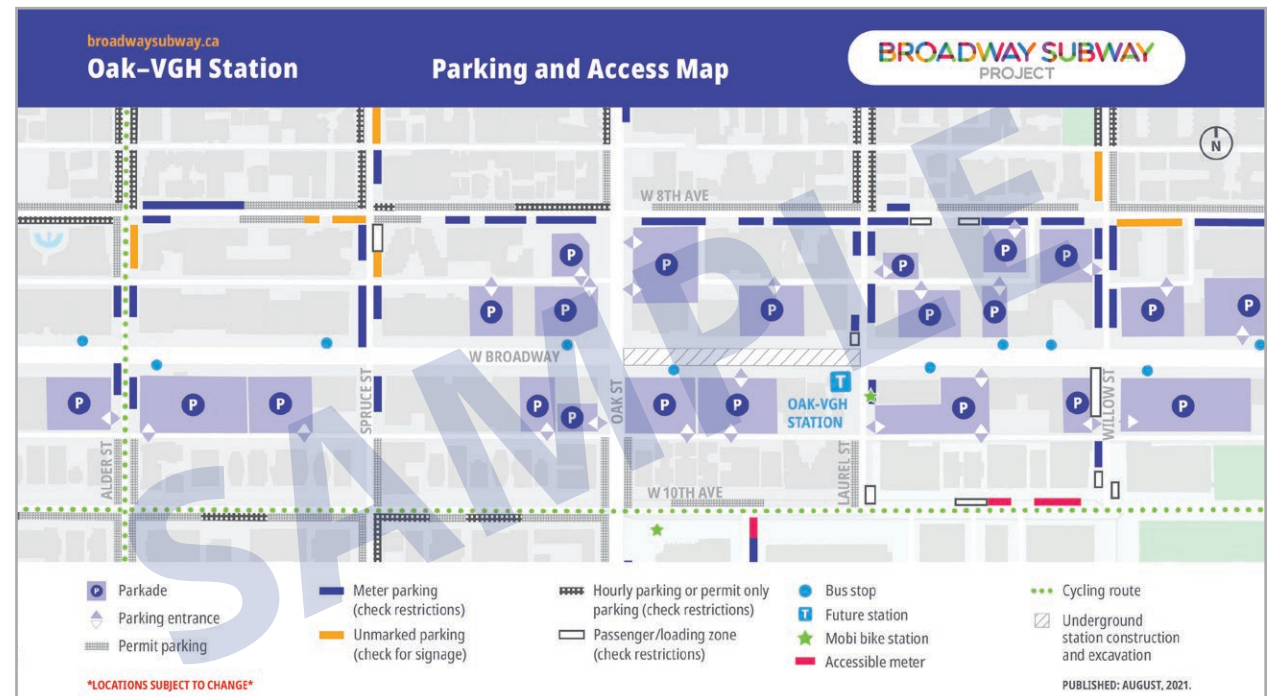 broadwaysubway.ca
Oak–VGH Station
Parking and Access Map
BROADWAY SUBWAY
PROJECT
N
W 8TH AVE
P
P
P
P
P
P
P
P
P
P
P
P
P
W BROADWAY
P
P
P
P
P
P
P
P
P
P
T
OAK-VGH
STATION
ALDER ST
SPRUCE ST
OAK ST
LAUREL ST
WILLOW ST
W 10TH AVE
SAMPLE
P Parkade
Parking entrance
Permit parking
Meter parking
(check restrictions)
Unmarked parking
(check for signage)
Hourly parking or permit only
parking (check restrictions)
Passenger/loading zone
(check restrictions)
Bus stop
T Future station
Mobi bike station
Accessible meter
Cycling route
Underground
station construction
and excavation
*LOCATIONS SUBJECT TO CHANGE*
PUBLISHED: AUGUST, 2021.